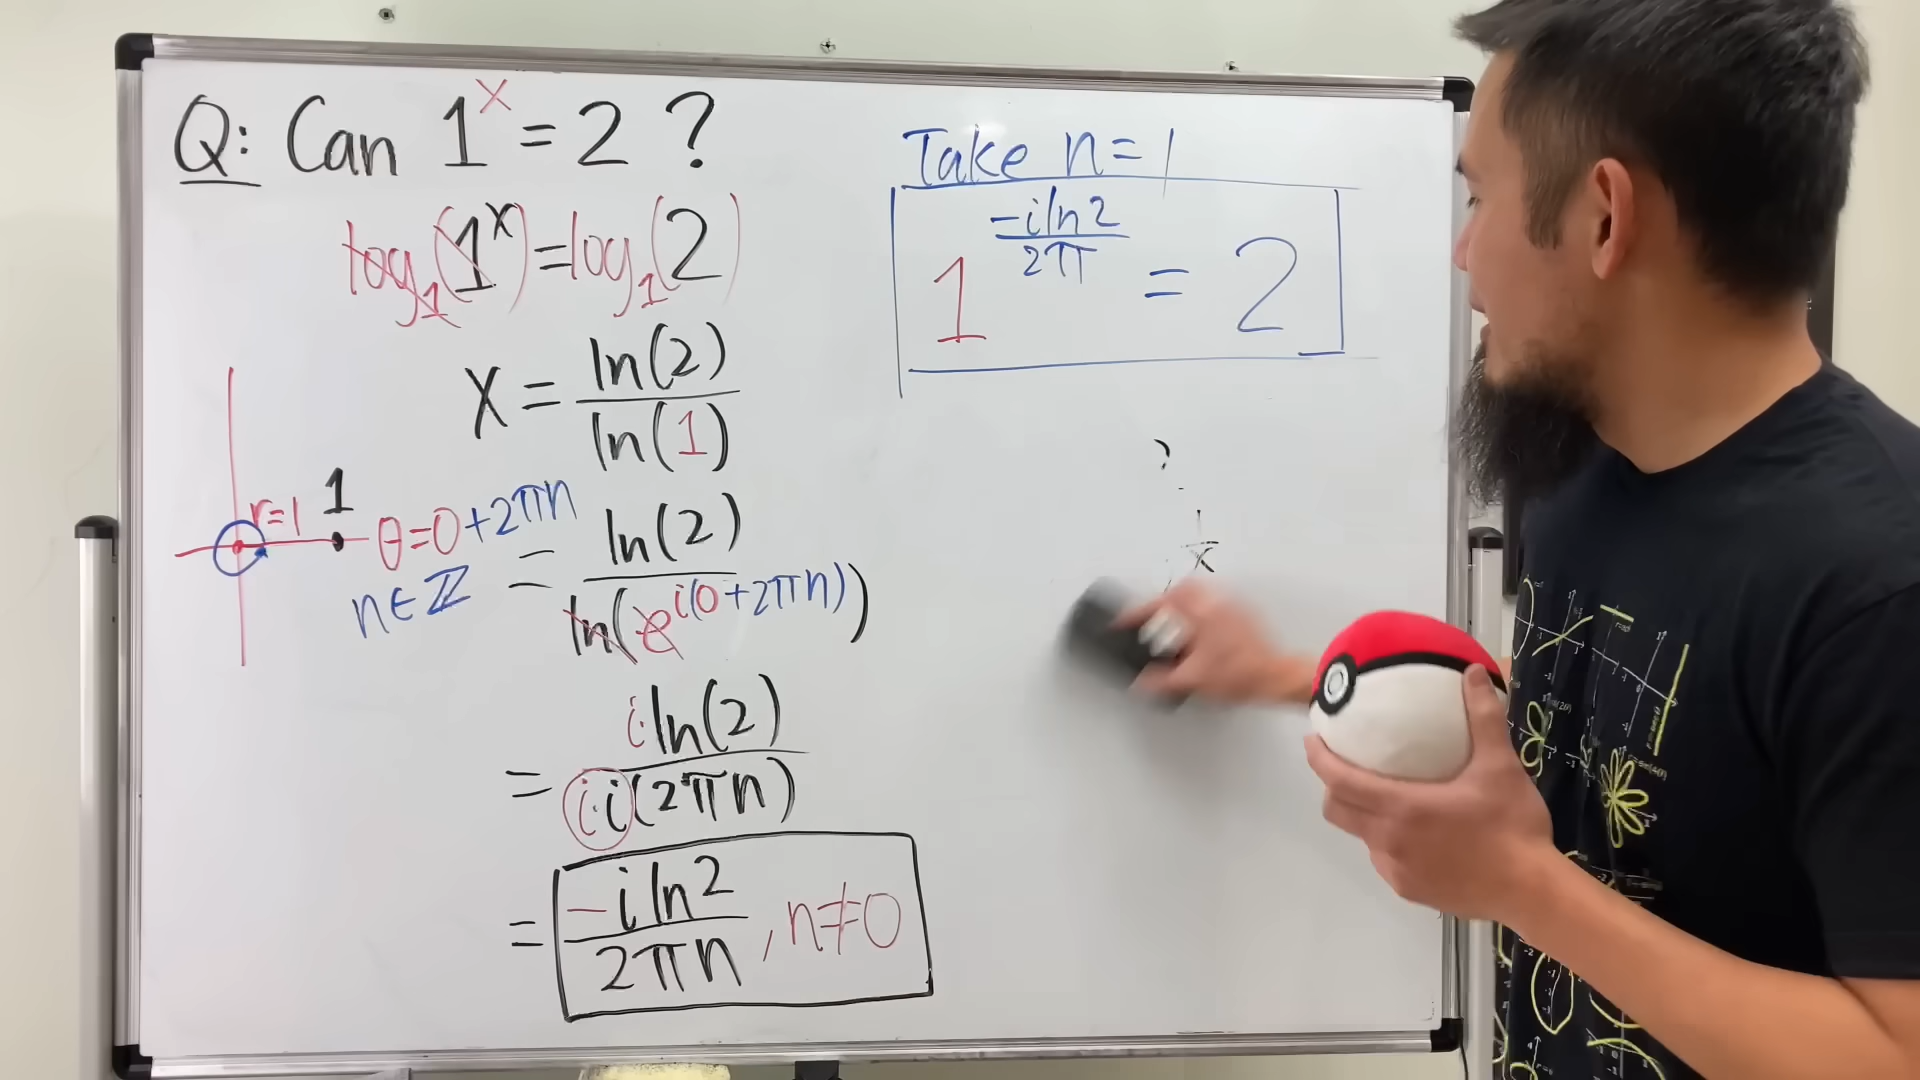 Q: Can 1^x = 2 ?
log_1(1^x) = log_1(2)
x = ln(2) / ln(1)
r=1 1 θ=0+2πn
n∈ℤ
= ln(2) / ln(e^{i(0+2πn)})
= i·ln(2) / i·i(2πn)
= -i ln2 / 2πn , n≠0
Take n=1
1^{-i ln2 / 2π} = 2
1/x